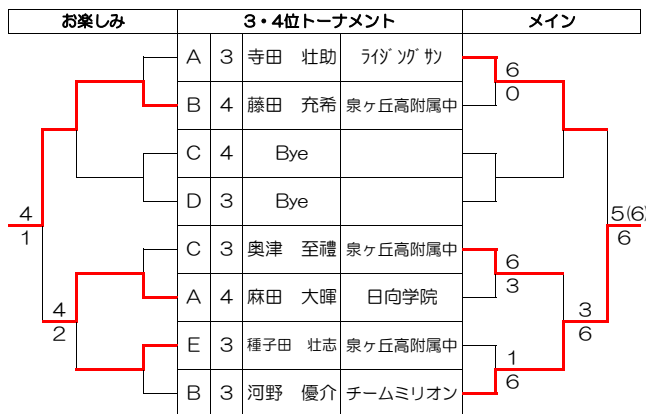 お楽しみ 3・4位トーナメント メイン
A 3 寺田 壮助 ライジングサン
6
0
B 4 藤田 充希 泉ヶ丘高附属中
C 4 Bye
D 3 Bye
4
1
5(6)
6
C 3 奥津 至禮 泉ヶ丘高附属中
6
3
A 4 麻田 大暉 日向学院
4
2
3
6
E 3 種子田 壮志 泉ヶ丘高附属中
1
6
B 3 河野 優介 チームミリオン